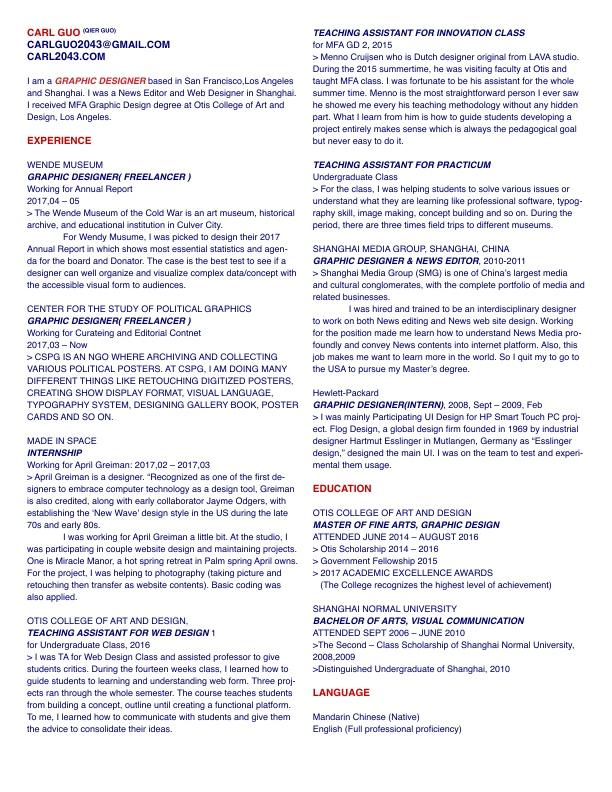 CARL GUO (QIER GUO)
CARLGUO2043@GMAIL.COM
CARL2043.COM
I am a GRAPHIC DESIGNER based in San Francisco,Los Angeles
and Shanghai. I was a News Editor and Web Designer in Shanghai.
I received MFA Graphic Design degree at Otis College of Art and
Design, Los Angeles.
EXPERIENCE
WENDE MUSEUM
GRAPHIC DESIGNER( FREELANCER )
Working for Annual Report
2017,04 – 05
> The Wende Museum of the Cold War is an art museum, historical
archive, and educational institution in Culver City.
For Wendy Musume, I was picked to design their 2017
Annual Report in which shows most essential statistics and agen-
da for the board and Donator. The case is the best test to see if a
designer can well organize and visualize complex data/concept with
the accessible visual form to audiences.
CENTER FOR THE STUDY OF POLITICAL GRAPHICS
GRAPHIC DESIGNER( FREELANCER )
Working for Curateing and Editorial Contnet
2017,03 – Now
> CSPG IS AN NGO WHERE ARCHIVING AND COLLECTING
VARIOUS POLITICAL POSTERS. AT CSPG, I AM DOING MANY
DIFFERENT THINGS LIKE RETOUCHING DIGITIZED POSTERS,
CREATING SHOW DISPLAY FORMAT, VISUAL LANGUAGE,
TYPOGRAPHY SYSTEM, DESIGNING GALLERY BOOK, POSTER
CARDS AND SO ON.
MADE IN SPACE
INTERNSHIP
Working for April Greiman: 2017,02 – 2017,03
> April Greiman is a designer. “Recognized as one of the first de-
signers to embrace computer technology as a design tool, Greiman
is also credited, along with early collaborator Jayme Odgers, with
establishing the ‘New Wave’ design style in the US during the late
70s and early 80s.
I was working for April Greiman a little bit. At the studio, I
was participating in couple website design and maintaining projects.
One is Miracle Manor, a hot spring retreat in Palm spring April owns.
For the project, I was helping to photography (taking picture and
retouching then transfer as website contents). Basic coding was
also applied.
OTIS COLLEGE OF ART AND DESIGN,
TEACHING ASSISTANT FOR WEB DESIGN 1
for Undergraduate Class, 2016
> I was TA for Web Design Class and assisted professor to give
students critics. During the fourteen weeks class, I learned how to
guide students to learning and understanding web form. Three proj-
ects ran through the whole semester. The course teaches students
from building a concept, outline until creating a functional platform.
To me, I learned how to communicate with students and give them
the advice to consolidate their ideas.
TEACHING ASSISTANT FOR INNOVATION CLASS
for MFA GD 2, 2015
> Menno Cruijsen who is Dutch designer original from LAVA studio.
During the 2015 summertime, he was visiting faculty at Otis and
taught MFA class. I was fortunate to be his assistant for the whole
summer time. Menno is the most straightforward person I ever saw
he showed me every his teaching methodology without any hidden
part. What I learn from him is how to guide students developing a
project entirely makes sense which is always the pedagogical goal
but never easy to do it.
TEACHING ASSISTANT FOR PRACTICUM
Undergraduate Class
> For the class, I was helping students to solve various issues or
understand what they are learning like professional software, typog-
raphy skill, image making, concept building and so on. During the
period, there are three times field trips to different museums.
SHANGHAI MEDIA GROUP, SHANGHAI, CHINA
GRAPHIC DESIGNER & NEWS EDITOR, 2010-2011
> Shanghai Media Group (SMG) is one of China’s largest media
and cultural conglomerates, with the complete portfolio of media and
related businesses.
I was hired and trained to be an interdisciplinary designer
to work on both News editing and News web site design. Working
for the position made me learn how to understand News Media pro-
foundly and convey News contents into internet platform. Also, this
job makes me want to learn more in the world. So I quit my to go to
the USA to pursue my Master’s degree.
Hewlett-Packard
GRAPHIC DESIGNER(INTERN), 2008, Sept – 2009, Feb
> I was mainly Participating UI Design for HP Smart Touch PC proj-
ect. Flog Design, a global design firm founded in 1969 by industrial
designer Hartmut Esslinger in Mutlangen, Germany as “Esslinger
design,” designed the main UI. I was on the team to test and experi-
mental them usage.
EDUCATION
OTIS COLLEGE OF ART AND DESIGN
MASTER OF FINE ARTS, GRAPHIC DESIGN
ATTENDED JUNE 2014 – AUGUST 2016
> Otis Scholarship 2014 – 2016
> Government Fellowship 2015
> 2017 ACADEMIC EXCELLENCE AWARDS
(The College recognizes the highest level of achievement)
SHANGHAI NORMAL UNIVERSITY
BACHELOR OF ARTS, VISUAL COMMUNICATION
ATTENDED SEPT 2006 – JUNE 2010
>The Second – Class Scholarship of Shanghai Normal University,
2008,2009
>Distinguished Undergraduate of Shanghai, 2010
LANGUAGE
Mandarin Chinese (Native)
English (Full professional proficiency)